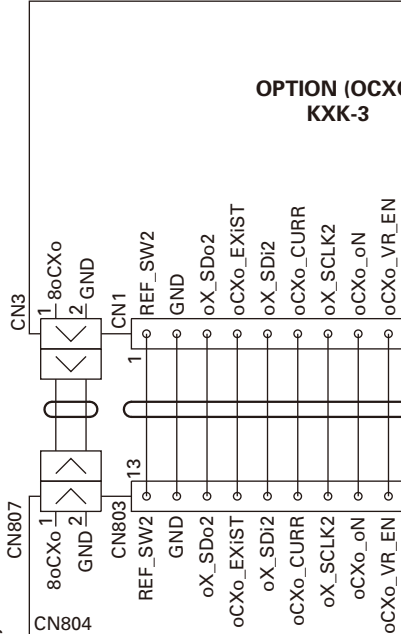 OPTION (OCXO
KXK-3
CN3
1
8oCXo
2
GND
CN1
REF_SW2
GND
oX_SDo2
oCXo_EXiST
oX_SDi2
oCXo_CURR
oX_SCLK2
oCXo_oN
oCXo_VR_EN
1
13
CN807
8oCXo
1
GND
2
CN803
REF_SW2
GND
oX_SDo2
oCXo_EXiST
oX_SDi2
oCXo_CURR
oX_SCLK2
oCXo_oN
oCXo_VR_EN
CN804